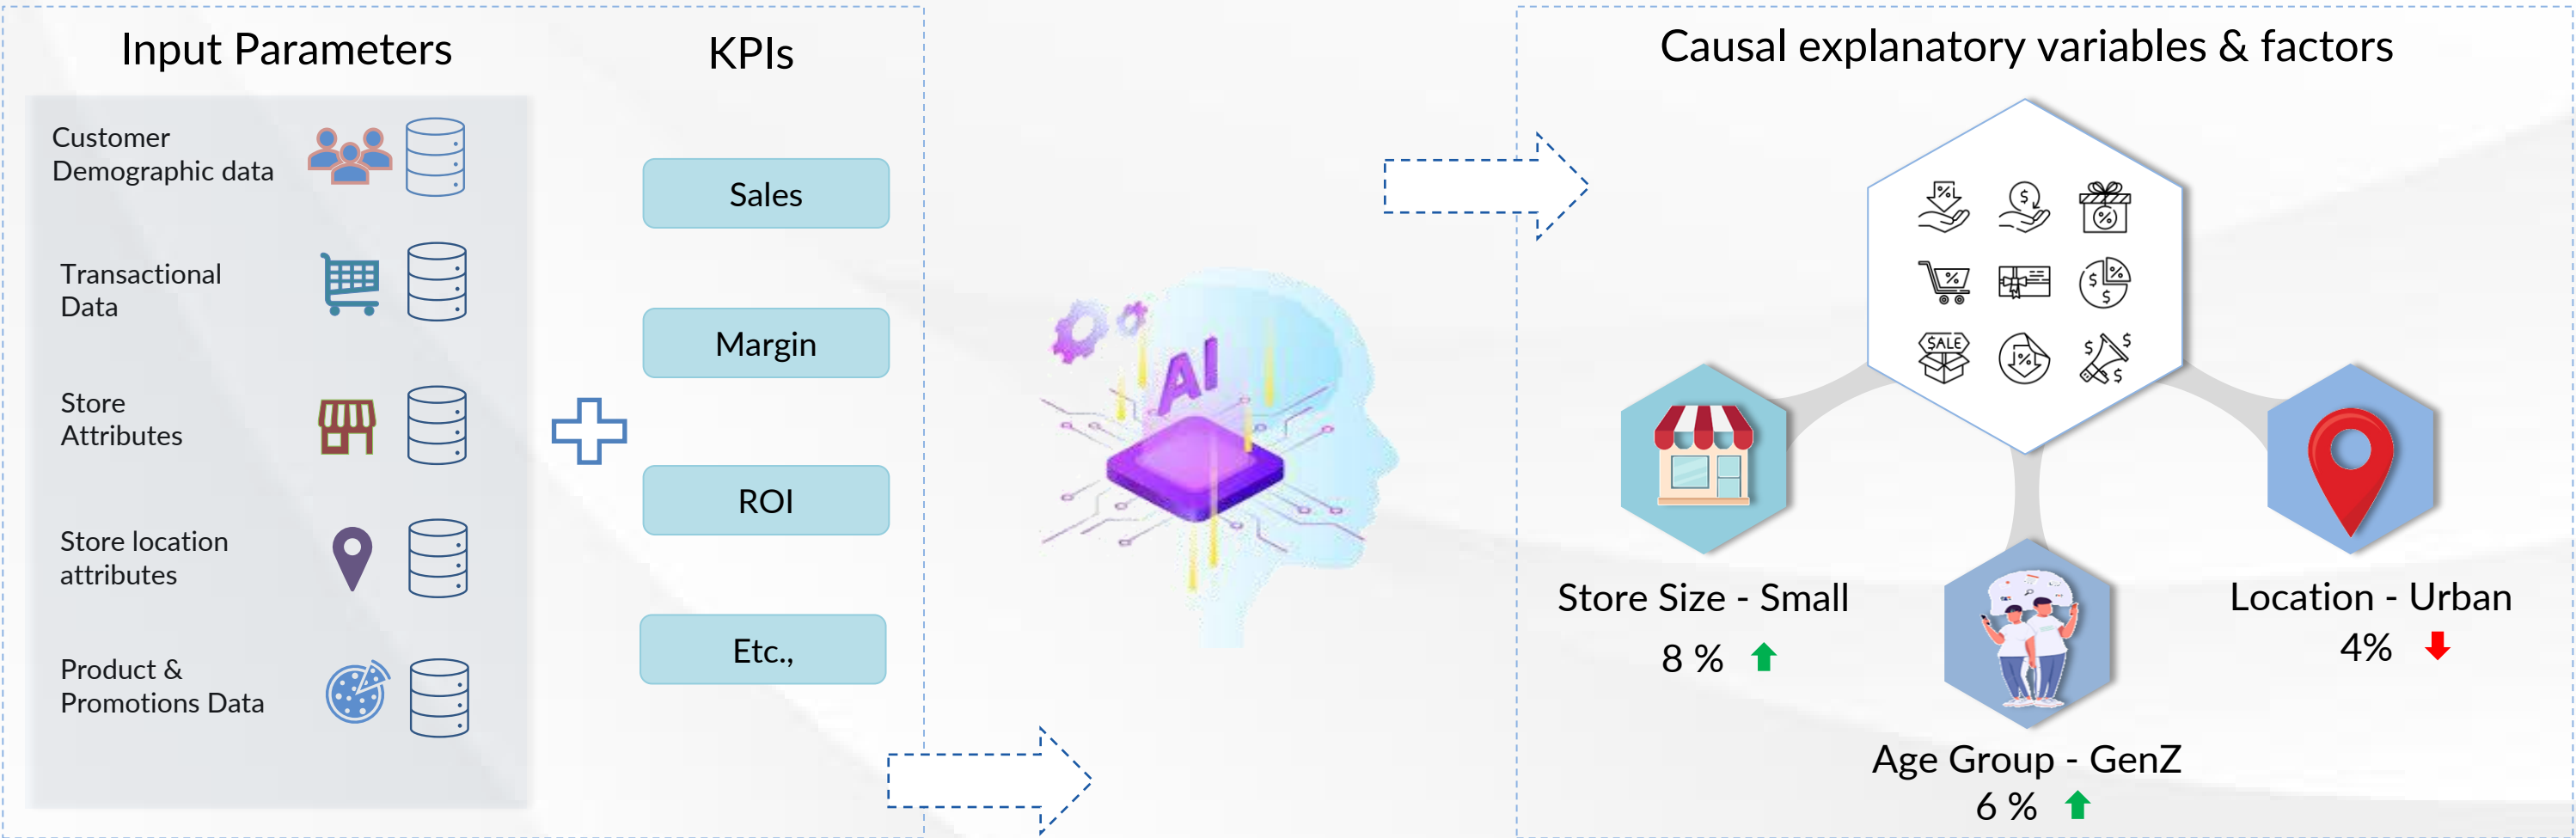 Input Parameters
KPIs
Customer
Demographic data
Transactional
Data
Store
Attributes
Store location
attributes
Product &
Promotions Data
Sales
Margin
ROI
Etc.,
AI
Causal explanatory variables & factors
%
$
%
%
$ %
$
$ALE
%
$
$
$
Store Size - Small
8 %
Age Group - GenZ
6 %
Location - Urban
4%